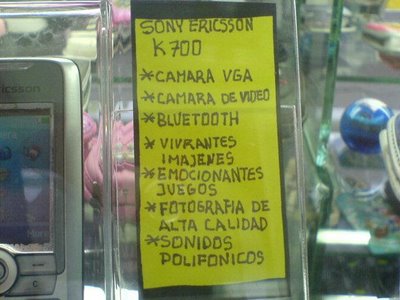 SONY ERICSSON
K700
*CAMARA VGA
*CAMARA DE VIDEO
*BLUETOOTH
*VIVRANTES
IMAJENES
*EMOCIONANTES
JUEGOS
*FOTOGRAFIA DE
ALTA CALIDAD
*SONIDOS
POLIFONICOS
ricsson